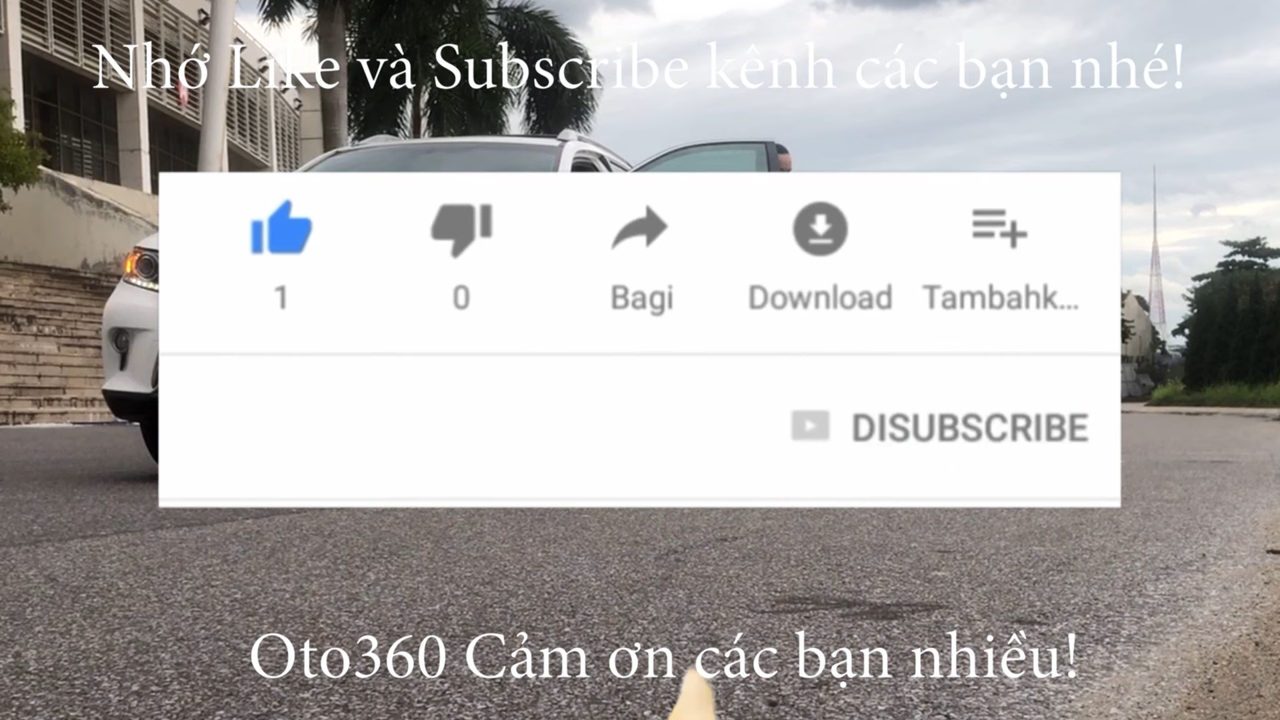 Nhớ Like và Subscribe kênh các bạn nhé!
1 0 Bagi Download Tambahk...
DISUBSCRIBE
Oto360 Cảm ơn các bạn nhiều!